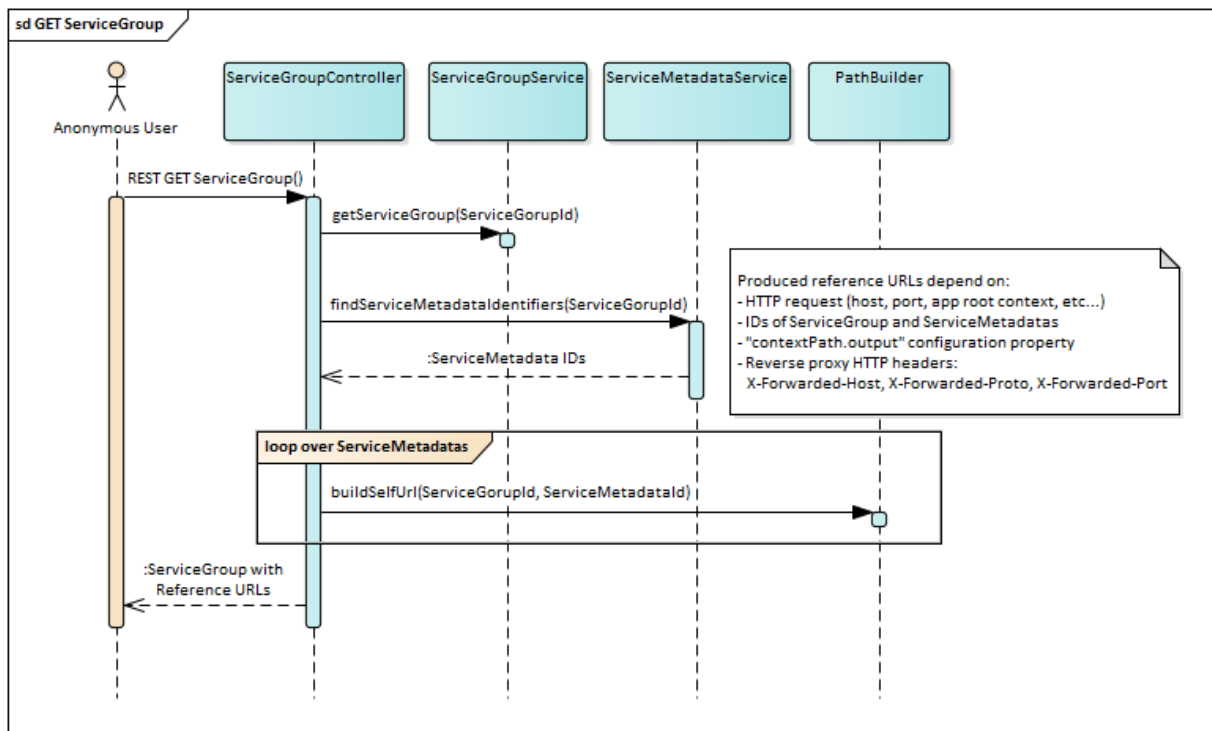 sd GET ServiceGroup
Anonymous User
ServiceGroupController
ServiceGroupService
ServiceMetadataService
PathBuilder
REST GET ServiceGroup()
getServiceGroup(ServiceGorupId)
findServiceMetadataIdentifiers(ServiceGorupId)
:ServiceMetadata IDs
Produced reference URLs depend on:
- HTTP request (host, port, app root context, etc...)
- IDs of ServiceGroup and ServiceMetadatas
- "contextPath.output" configuration property
- Reverse proxy HTTP headers:
X-Forwarded-Host, X-Forwarded-Proto, X-Forwarded-Port
loop over ServiceMetadatas
buildSelfUrl(ServiceGorupId, ServiceMetadataId)
:ServiceGroup with
Reference URLs